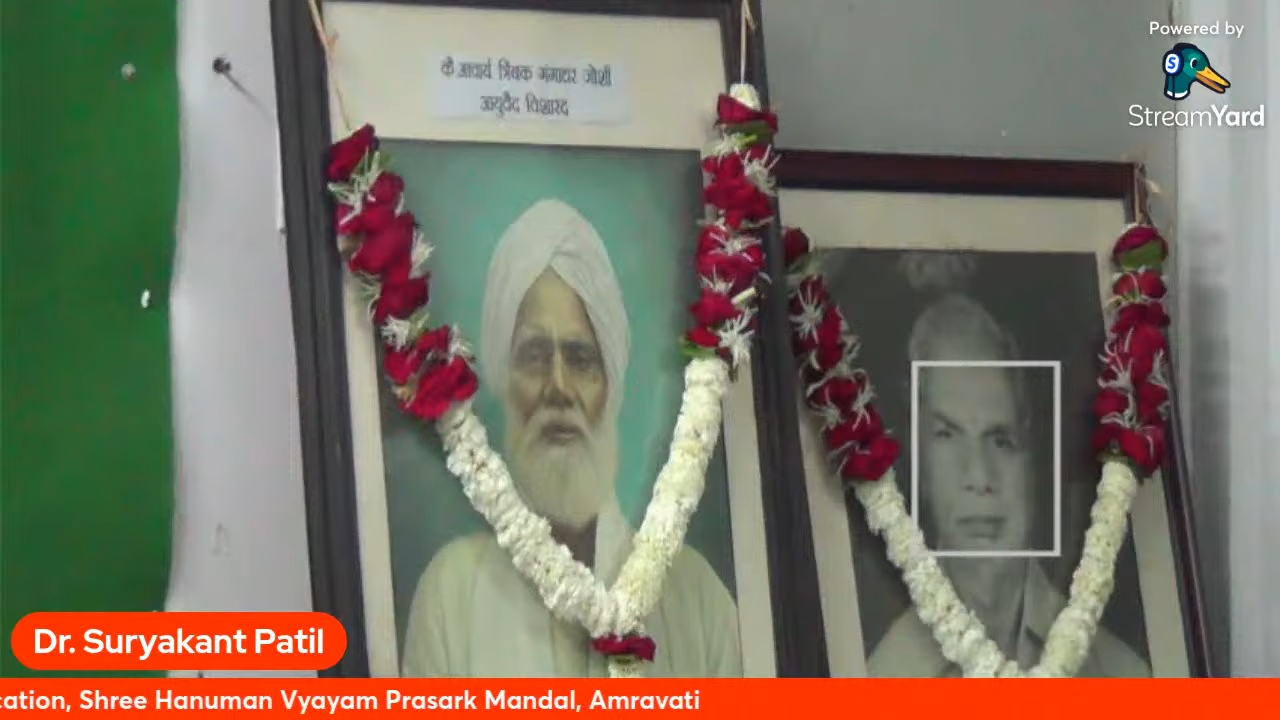 Powered by
StreamYard
कै आचार्य त्रिंबक गंगाधर जोशी
आयुर्वेद विशारद
Dr. Suryakant Patil
cation, Shree Hanuman Vyayam Prasark Mandal, Amravati